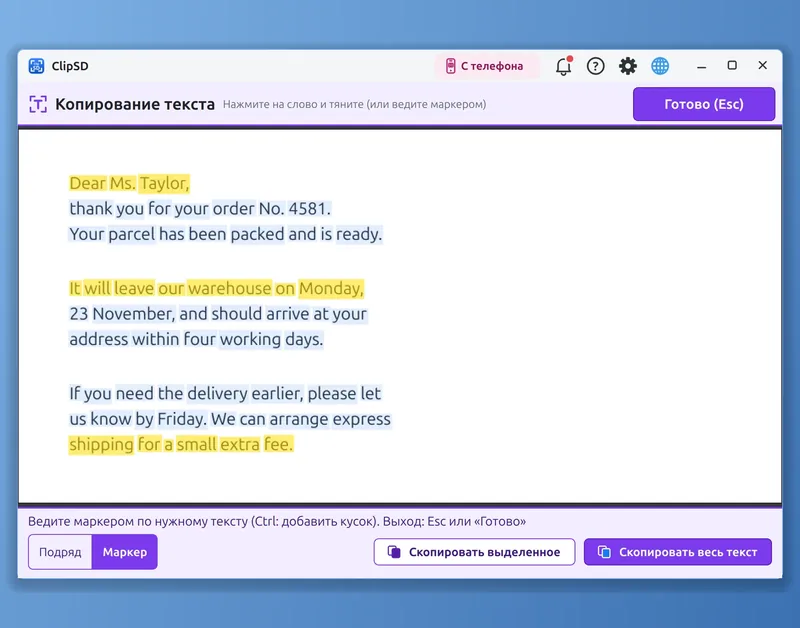 ClipSD
С телефона
Копирование текста
Нажмите на слово и тяните (или ведите маркером)
Готово (Esc)
Dear Ms. Taylor,
thank you for your order No. 4581.
Your parcel has been packed and is ready.
It will leave our warehouse on Monday,
23 November, and should arrive at your
address within four working days.
If you need the delivery earlier, please let
us know by Friday. We can arrange express
shipping for a small extra fee.
Ведите маркером по нужному тексту (Ctrl: добавить кусок). Выход: Esc или «Готово»
Подряд
Маркер
Скопировать выделенное
Скопировать весь текст